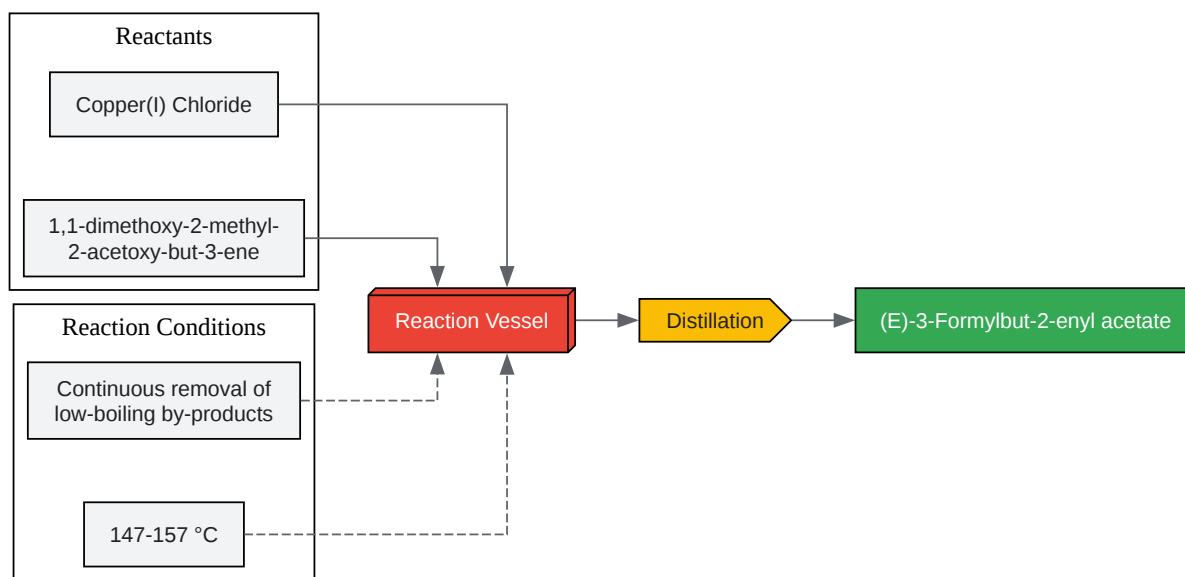 Reactants
Copper(I) Chloride
1,1-dimethoxy-2-methyl-
2-acetoxy-but-3-ene
Reaction Conditions
Continuous removal of
low-boiling by-products
147-157 °C
Reaction Vessel
Distillation
(E)-3-Formylbut-2-enyl acetate